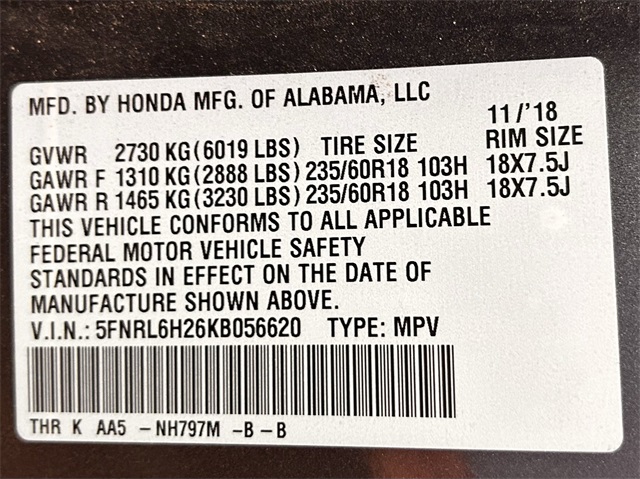 MFD. BY HONDA MFG. OF ALABAMA, LLC
11/'18
GVWR 2730 KG(6019 LBS) TIRE SIZE RIM SIZE
GAWR F 1310 KG(2888 LBS) 235/60R18 103H 18X7.5J
GAWR R 1465 KG(3230 LBS) 235/60R18 103H 18X7.5J
THIS VEHICLE CONFORMS TO ALL APPLICABLE
FEDERAL MOTOR VEHICLE SAFETY
STANDARDS IN EFFECT ON THE DATE OF
MANUFACTURE SHOWN ABOVE.
V.I.N.: 5FNRL6H26KB056620 TYPE: MPV
THR K AA5 - NH797M - B - B